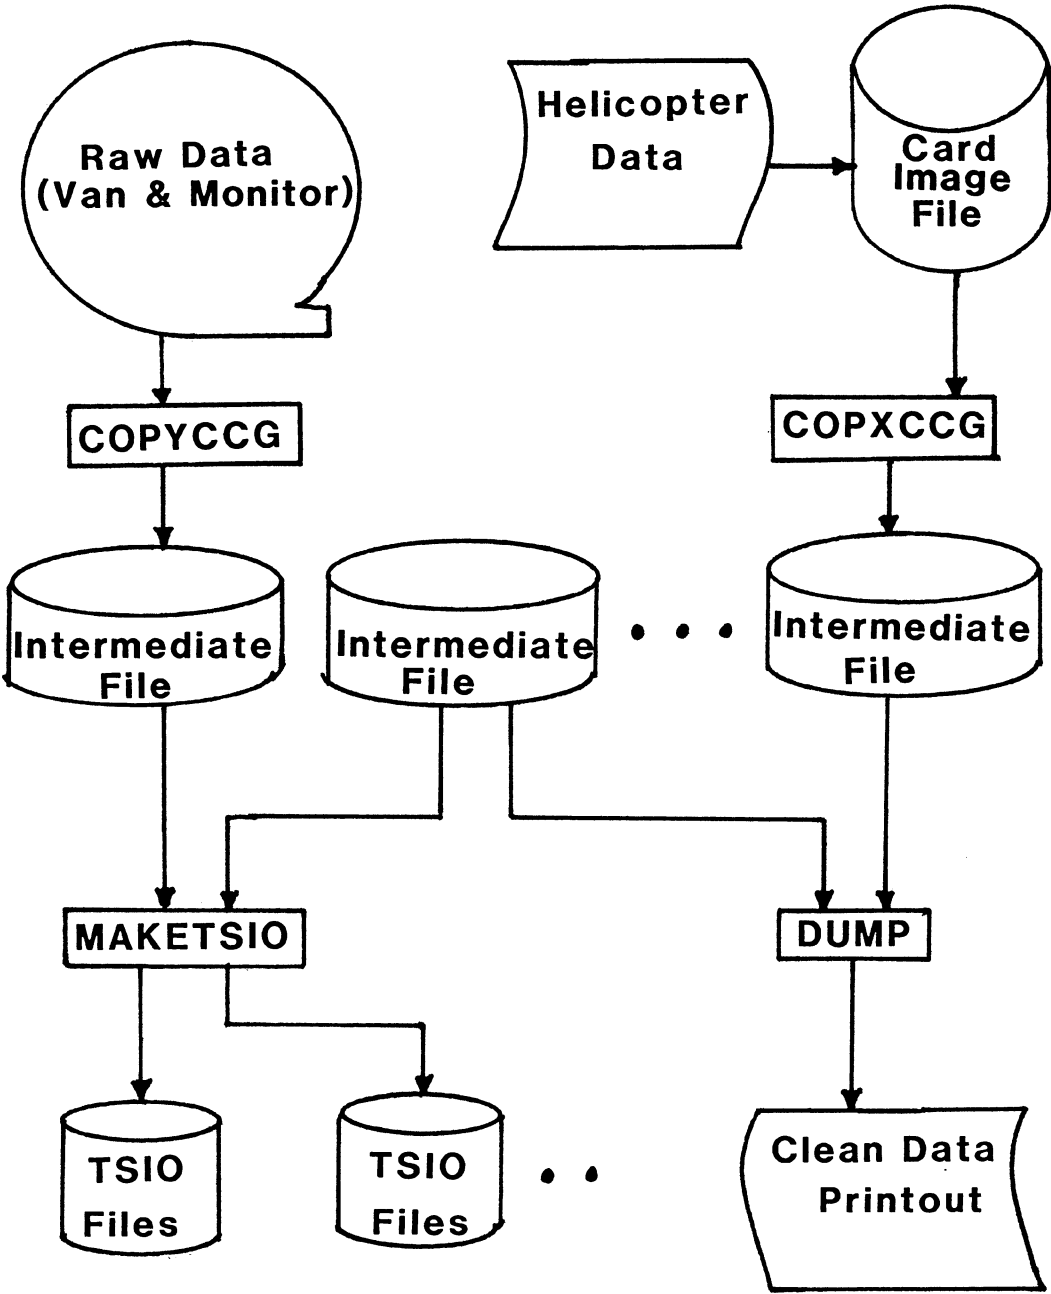 Raw Data
(Van & Monitor)
Helicopter
Data
Card
Image
File
COPYCCG
COPXCCG
Intermediate
File
Intermediate
File
Intermediate
File
MAKETSIO
DUMP
TSIO
Files
TSIO
Files
Clean Data
Printout